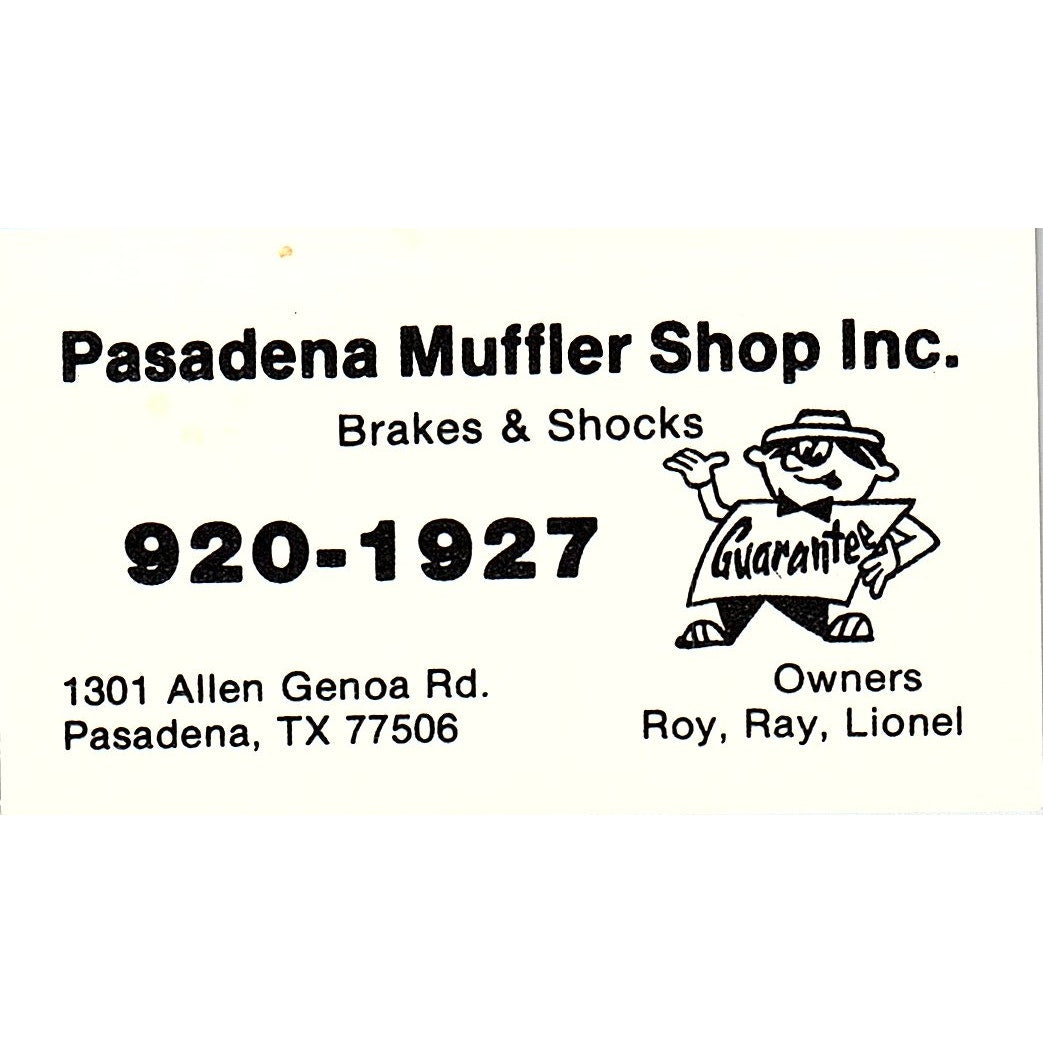 Pasadena Muffler Shop Inc.
Brakes & Shocks
920-1927
Guarantee
1301 Allen Genoa Rd.
Pasadena, TX 77506
Owners
Roy, Ray, Lionel